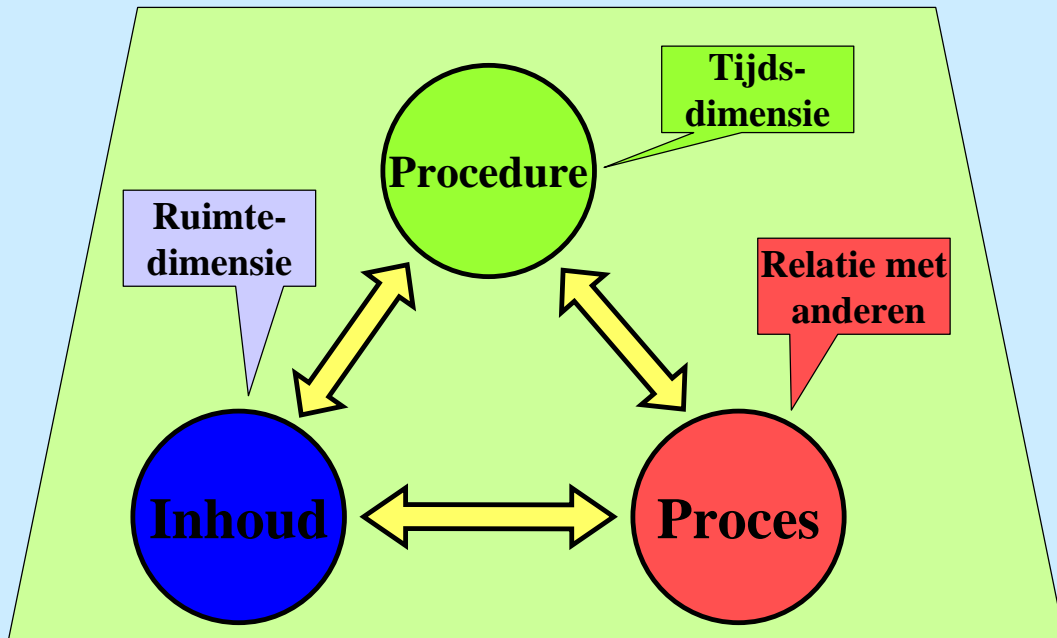 Tijds-
dimensie
Procedure
Ruimte-
dimensie
Relatie met
anderen
Inhoud
Proces